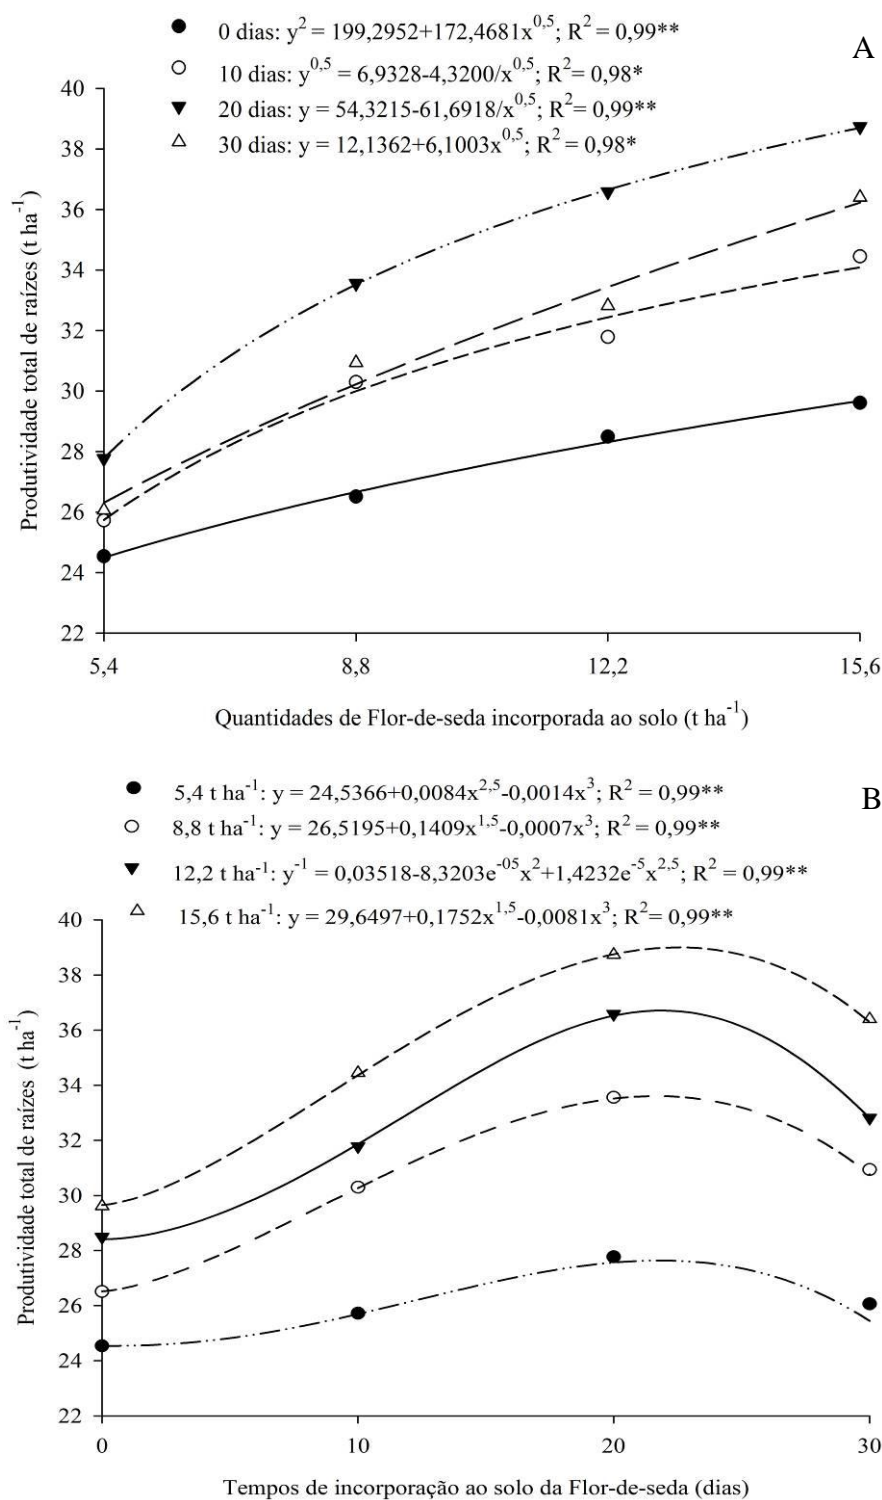 0 dias: y² = 199,2952+172,4681x^0,5; R² = 0,99**
A
10 dias: y^0,5 = 6,9328-4,3200/x^0,5; R² = 0,98*
20 dias: y = 54,3215-61,6918/x^0,5; R² = 0,99**
30 dias: y = 12,1362+6,1003x^0,5; R² = 0,98*
40
38
36
34
32
30
28
26
24
22
Produtividade total de raízes (t ha⁻¹)
5,4 8,8 12,2 15,6
Quantidades de Flor-de-seda incorporada ao solo (t ha⁻¹)
5,4 t ha⁻¹: y = 24,5366+0,0084x^2,5-0,0014x³; R² = 0,99**
B
8,8 t ha⁻¹: y = 26,5195+0,1409x^1,5-0,0007x³; R² = 0,99**
12,2 t ha⁻¹: y⁻¹ = 0,03518-8,3203e^-05x²+1,4232e^-5x^2,5; R² = 0,99**
15,6 t ha⁻¹: y = 29,6497+0,1752x^1,5-0,0081x³; R² = 0,99**
40
38
36
34
32
30
28
26
24
22
Produtividade total de raízes (t ha⁻¹)
0 10 20 30
Tempos de incorporação ao solo da Flor-de-seda (dias)